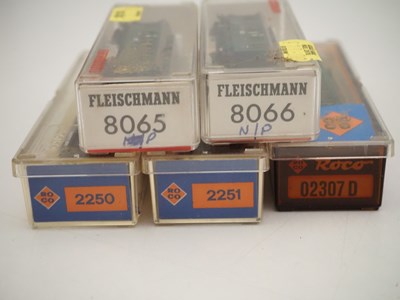 FLEISCHMANN
8065
N/P
FLEISCHMANN
8066
N/P
ROCO
2250
ROCO
2251
Roco
02307 D